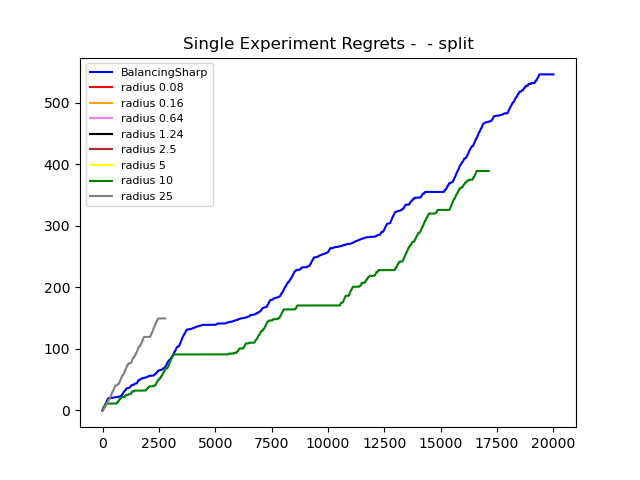 Single Experiment Regrets -  - split
BalancingSharp
radius 0.08
radius 0.16
radius 0.64
radius 1.24
radius 2.5
radius 5
radius 10
radius 25
500
400
300
200
100
0
0 2500 5000 7500 10000 12500 15000 17500 20000